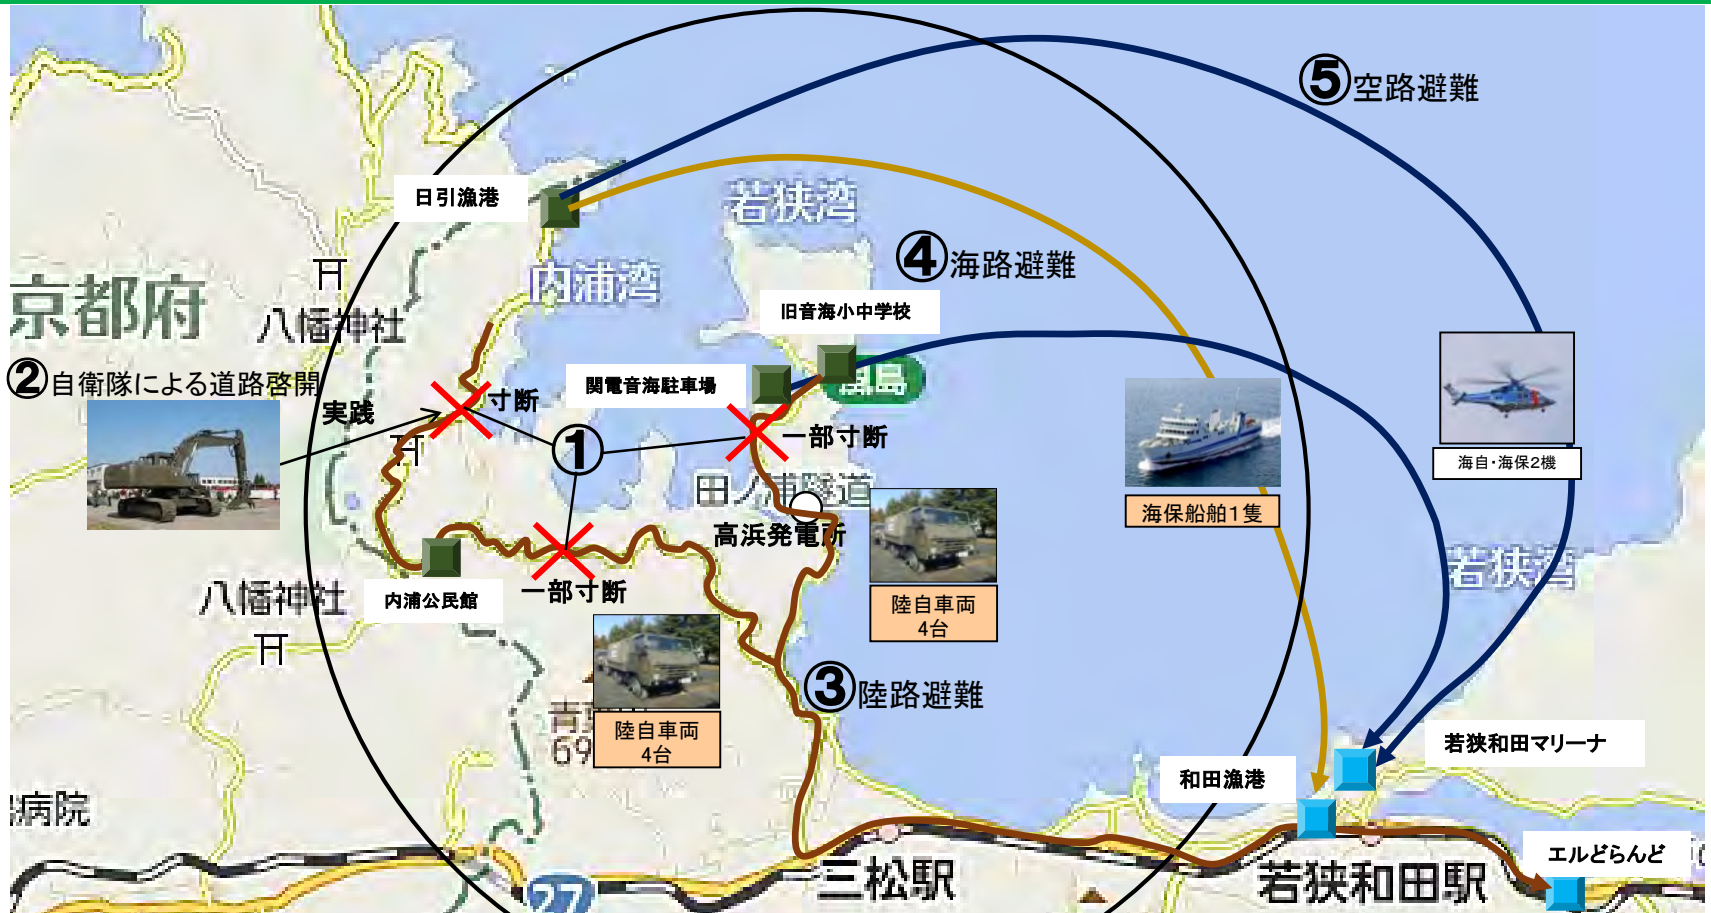 ⑤空路避難
日引漁港
若狭湾
④海路避難
内浦湾
京都府
八幡神社
旧音海小中学校
②自衛隊による道路啓開
実践
寸断
関電音海駐車場
一部寸断
①
海自・海保2機
田ノ浦隧道
高浜発電所
海保船舶1隻
若狭湾
一部寸断
内浦公民館
八幡神社
陸自車両
4台
陸自車両
4台
③陸路避難
若狭和田マリーナ
和田漁港
病院
エルどらんど
三松駅
若狭和田駅
27